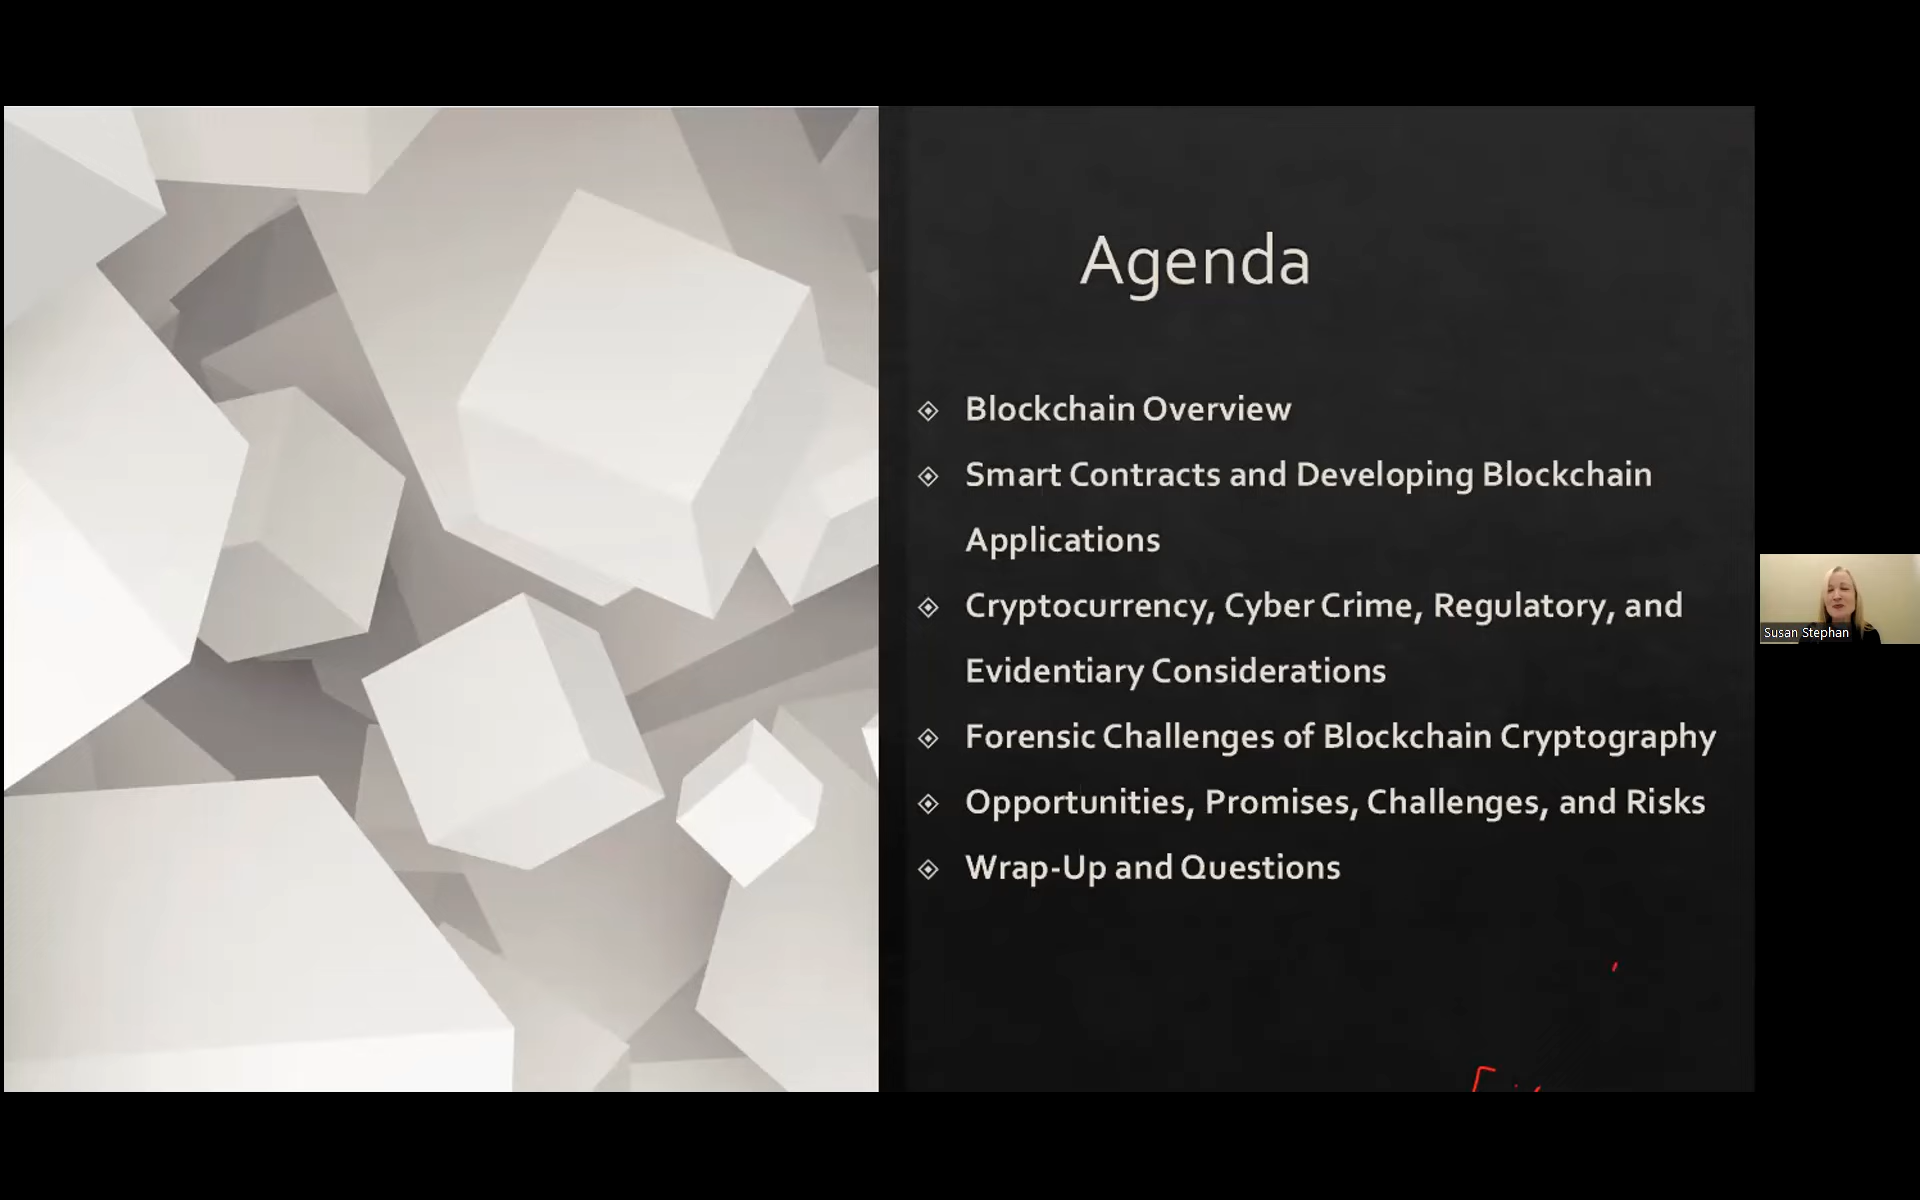 Agenda
Blockchain Overview
Smart Contracts and Developing Blockchain
Applications
Cryptocurrency, Cyber Crime, Regulatory, and
Evidentiary Considerations
Forensic Challenges of Blockchain Cryptography
Opportunities, Promises, Challenges, and Risks
Wrap-Up and Questions
Susan Stephan